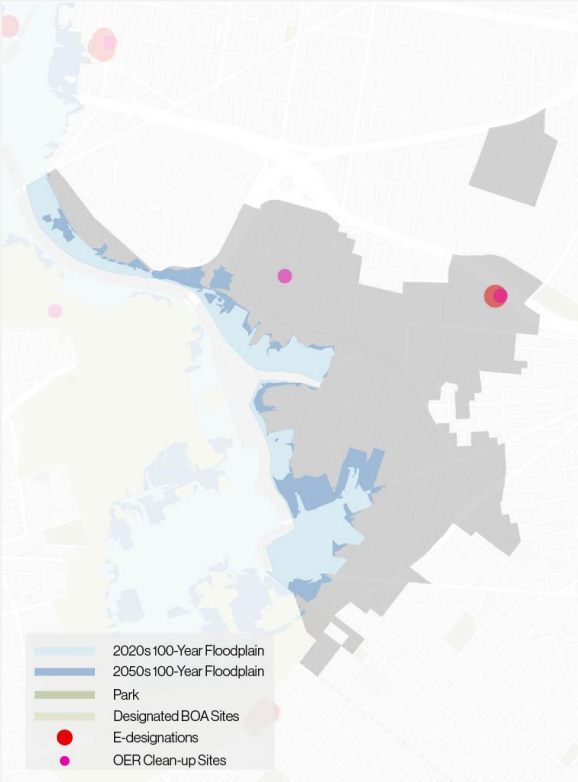 2020s 100-Year Floodplain
2050s 100-Year Floodplain
Park
Designated BOA Sites
E-designations
OER Clean-up Sites